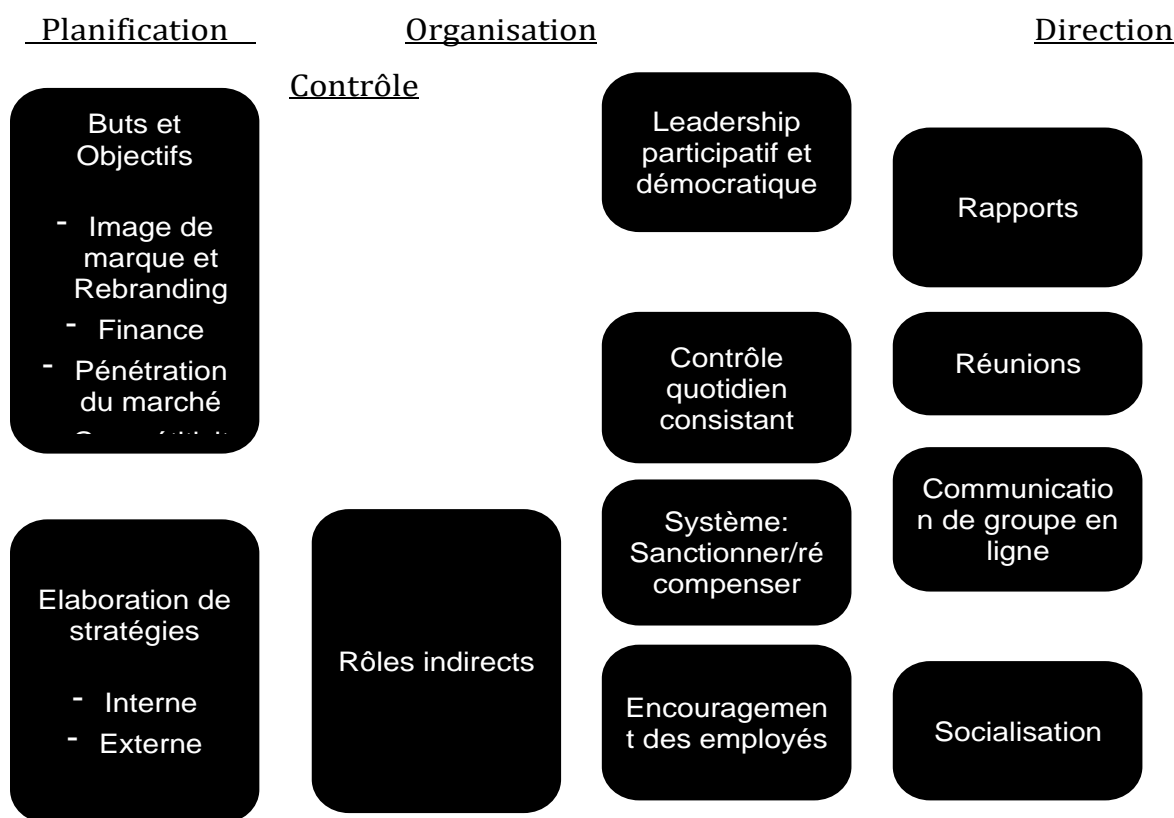 Planification Organisation Direction
Contrôle
Buts et
Objectifs
- Image de
marque et
Rebranding
- Finance
- Pénétration
du marché
Elaboration de
stratégies
- Interne
- Externe
Rôles indirects
Leadership
participatif et
démocratique
Contrôle
quotidien
consistant
Système:
Sanctionner/ré
compenser
Encouragemen
t des employés
Rapports
Réunions
Communicatio
n de groupe en
ligne
Socialisation